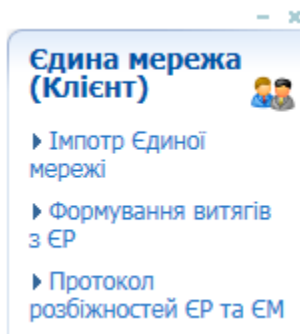 Єдина мережа
(Клієнт)
Імпотр Єдиної
мережі
Формування витягів
з ЄР
Протокол
розбіжностей ЄР та ЄМ